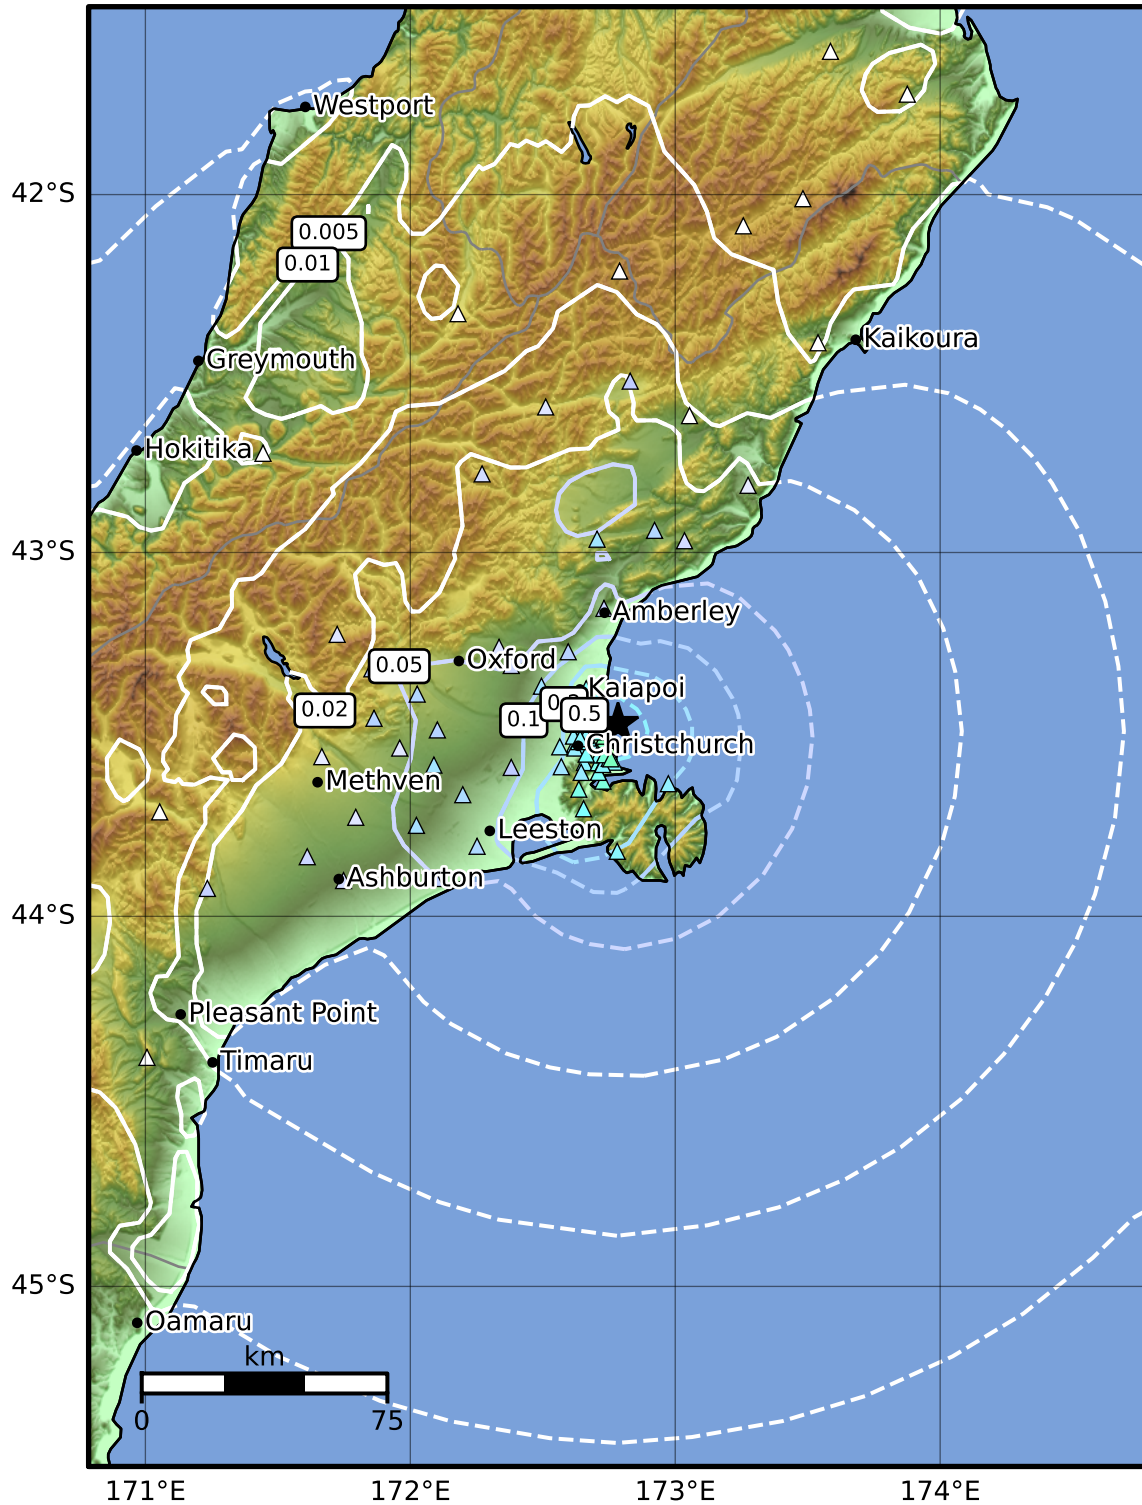 Westport
42°S
0.005
0.01
Kaikoura
Greymouth
Hokitika
43°S
Amberley
Oxford
0.05
Kaiapoi
0.02
0.1
0.5
Christchurch
Methven
Leeston
Ashburton
44°S
Pleasant Point
Timaru
45°S
Oamaru
km
0 75
171°E 172°E 173°E 174°E